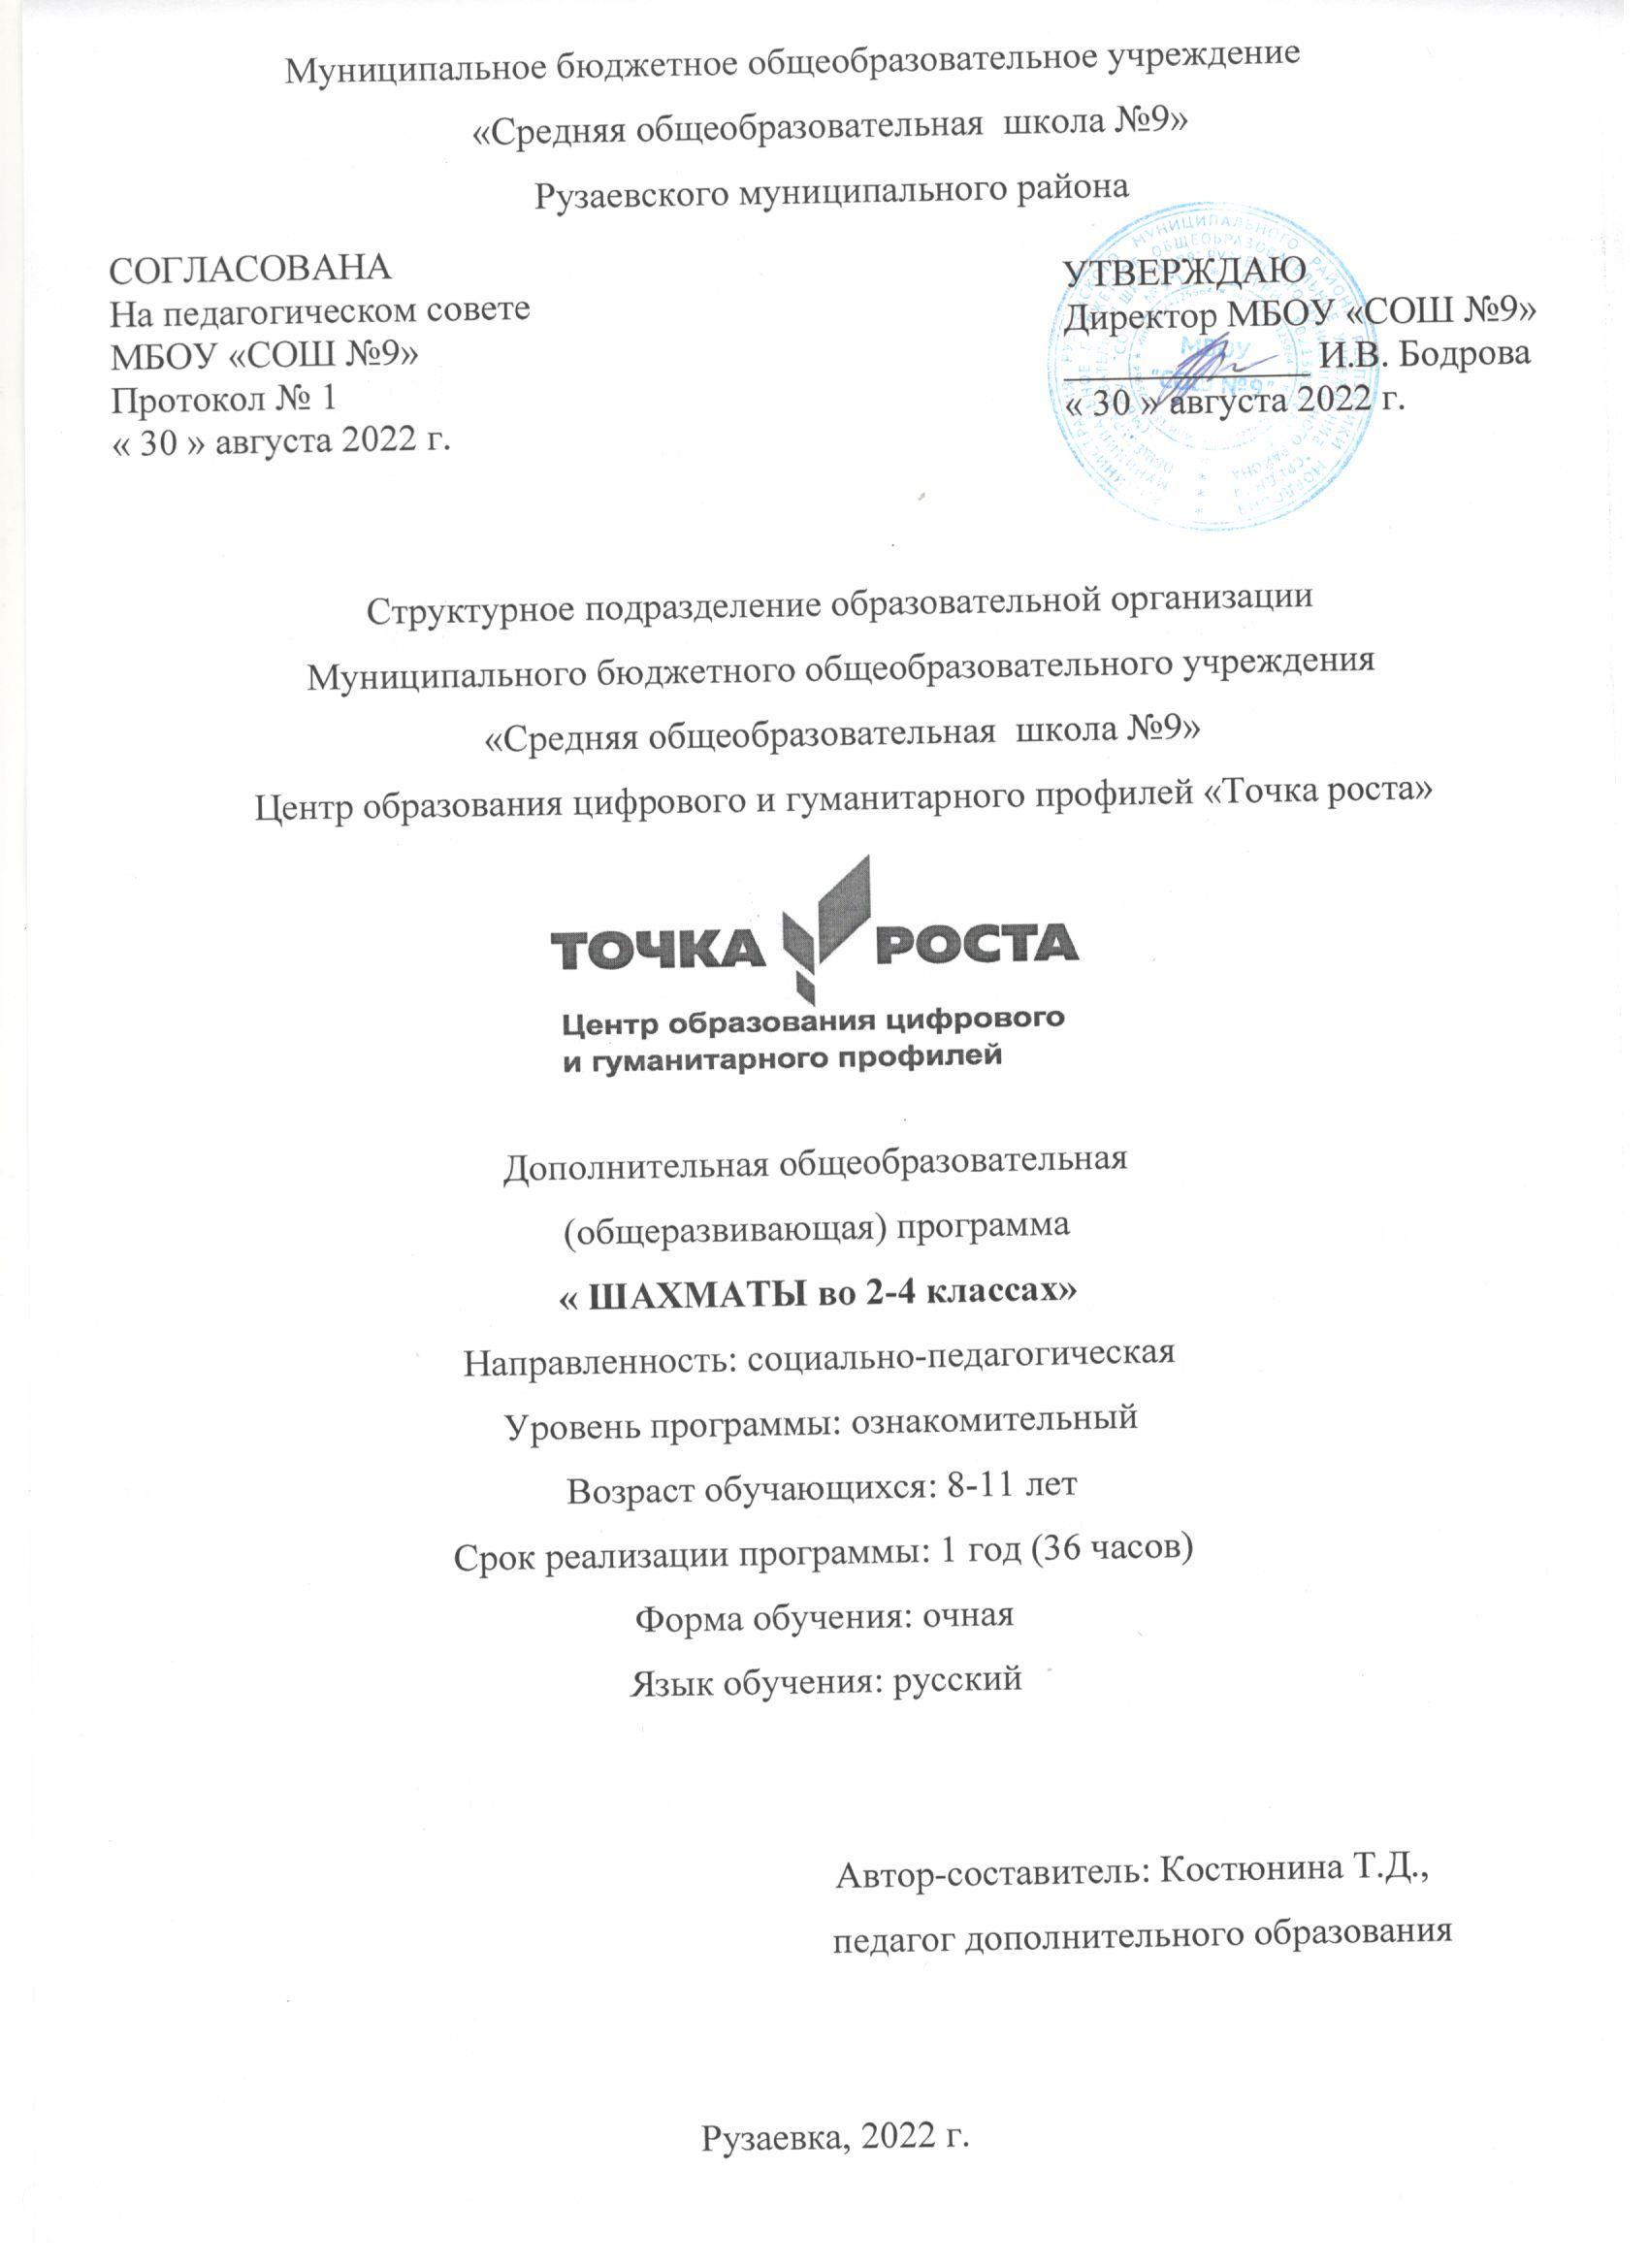 Муниципальное бюджетное общеобразовательное учреждение
«Средняя общеобразовательная школа №9»
Рузаевского муниципального района
СОГЛАСОВАНА
На педагогическом совете
МБОУ «СОШ №9»
Протокол № 1
« 30 » августа 2022 г.
УТВЕРЖДАЮ
Директор МБОУ «СОШ №9»
И.В. Бодрова
« 30 » августа 2022 г.
МБОУ
"СОШ №9"
Структурное подразделение образовательной организации
Муниципального бюджетного общеобразовательного учреждения
«Средняя общеобразовательная школа №9»
Центр образования цифрового и гуманитарного профилей «Точка роста»
ТОЧКА РОСТА
Центр образования цифрового
и гуманитарного профилей
Дополнительная общеобразовательная
(общеразвивающая) программа
« ШАХМАТЫ во 2-4 классах»
Направленность: социально-педагогическая
Уровень программы: ознакомительный
Возраст обучающихся: 8-11 лет
Срок реализации программы: 1 год (36 часов)
Форма обучения: очная
Язык обучения: русский
Автор-составитель: Костюнина Т.Д.,
педагог дополнительного образования
Рузаевка, 2022 г.